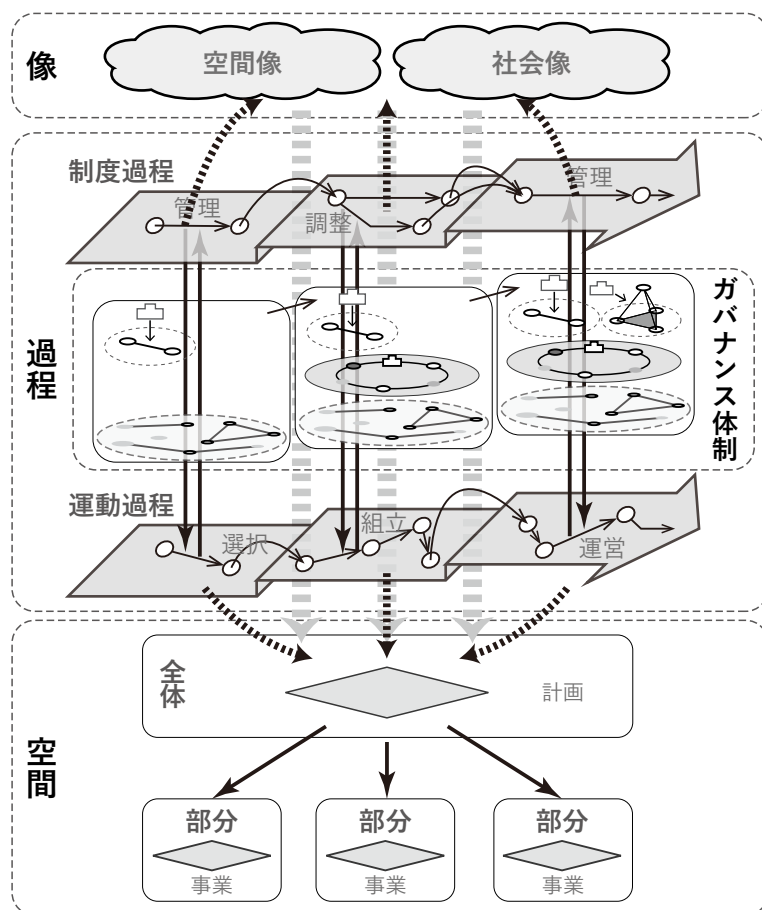 像
空間像
社会像
制度過程
管理
調整
管理
過程
ガバナンス体制
運動過程
選択
組立
運営
空間
全体
計画
部分
事業
部分
事業
部分
事業